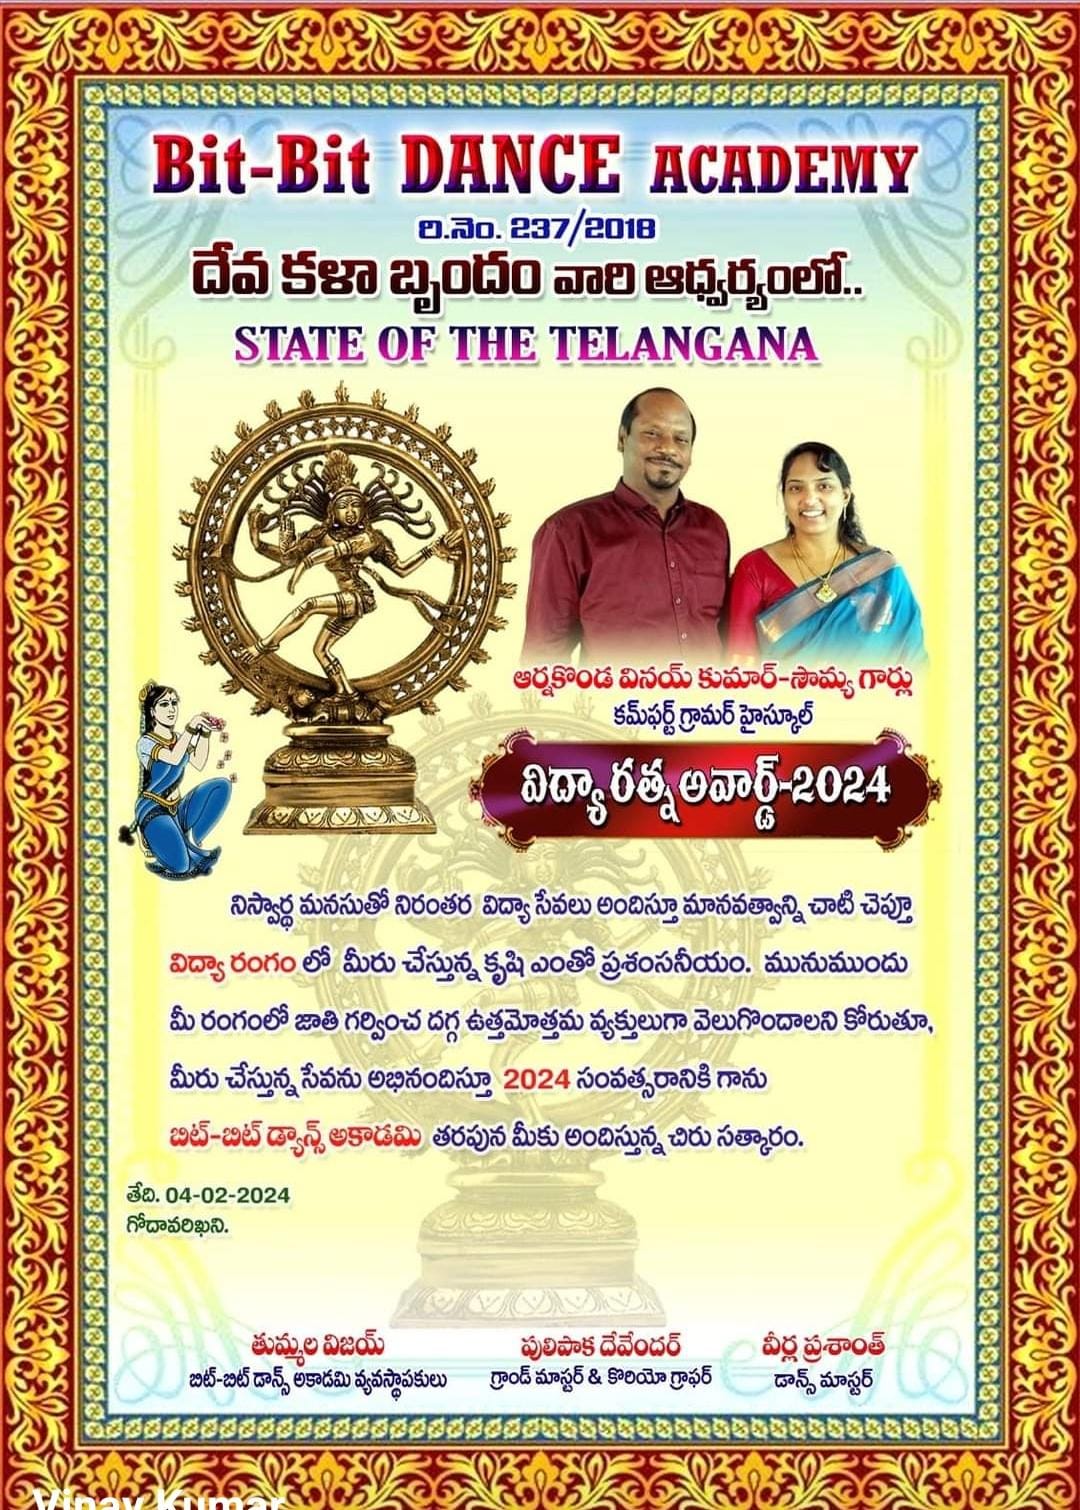 Bit-Bit DANCE ACADEMY
రి.నెం. 237/2018
దేవ కళా బృందం వారి ఆధ్వర్యంలో..
STATE OF THE TELANGANA
ఆర్నకొండ వినయ్ కుమార్-సౌమ్య గార్లు
కమ్‌ఫర్ట్ గ్రామర్ హైస్కూల్
విద్యా రత్న అవార్డ్-2024
నిస్వార్థ మనసుతో నిరంతర విద్యా సేవలు అందిస్తూ మానవత్వాన్ని చాటి చెప్తూ
విద్యా రంగం లో మీరు చేస్తున్న కృషి ఎంతో ప్రశంసనీయం. మునుముందు
మీ రంగంలో జాతి గర్వించ దగ్గ ఉత్తమోత్తమ వ్యక్తులుగా వెలుగొందాలని కోరుతూ,
మీరు చేస్తున్న సేవను అభినందిస్తూ 2024 సంవత్సరానికి గాను
బిట్-బిట్ డ్యాన్స్ అకాడమి తరపున మీకు అందిస్తున్న చిరు సత్కారం.
తేది. 04-02-2024
గోదావరిఖని.
తుమ్మల విజయ్ పులిపాక దేవేందర్ వీర్ల ప్రశాంత్
బిట్-బిట్ డాన్స్ అకాడమి వ్యవస్థాపకులు గ్రాండ్ మాస్టర్ & కొరియో గ్రాఫర్ డాన్స్ మాస్టర్
Vinay Kumar